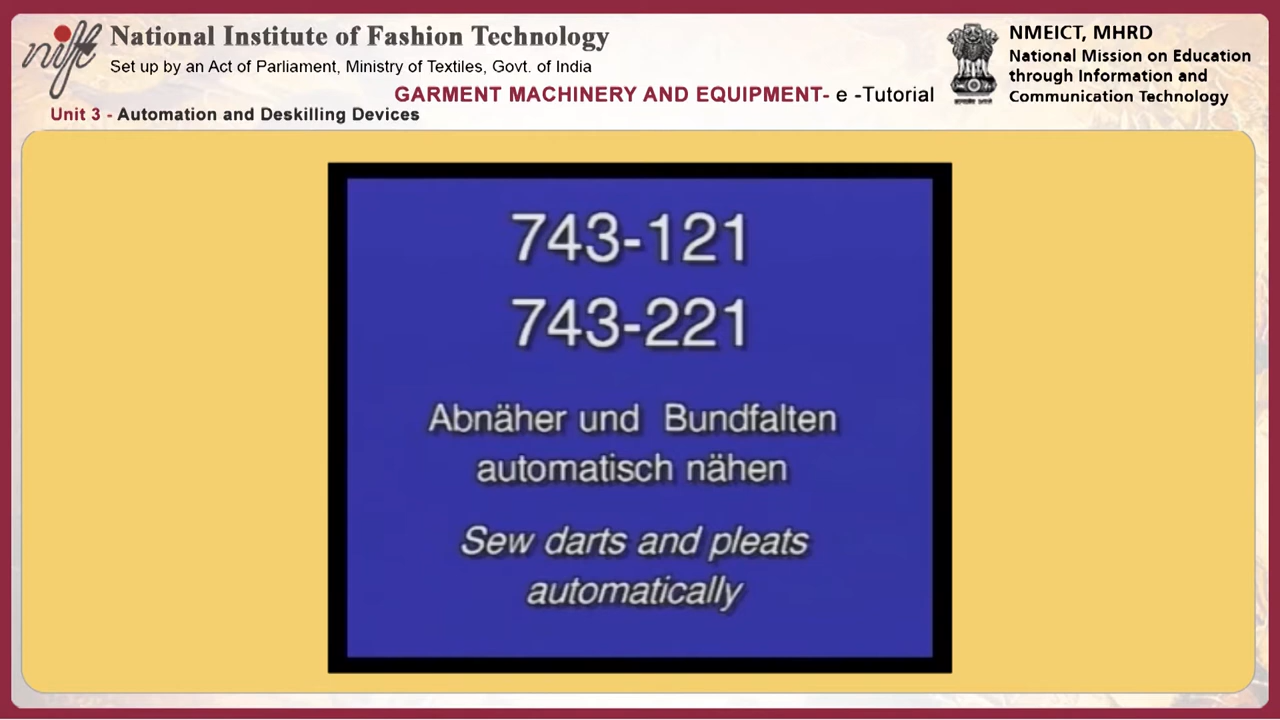 nift
National Institute of Fashion Technology
Set up by an Act of Parliament, Ministry of Textiles, Govt. of India
GARMENT MACHINERY AND EQUIPMENT- e -Tutorial
Unit 3 - Automation and Deskilling Devices
NMEICT, MHRD
National Mission on Education
through Information and
Communication Technology
743-121
743-221
Abnäher und Bundfalten
automatisch nähen
Sew darts and pleats
automatically